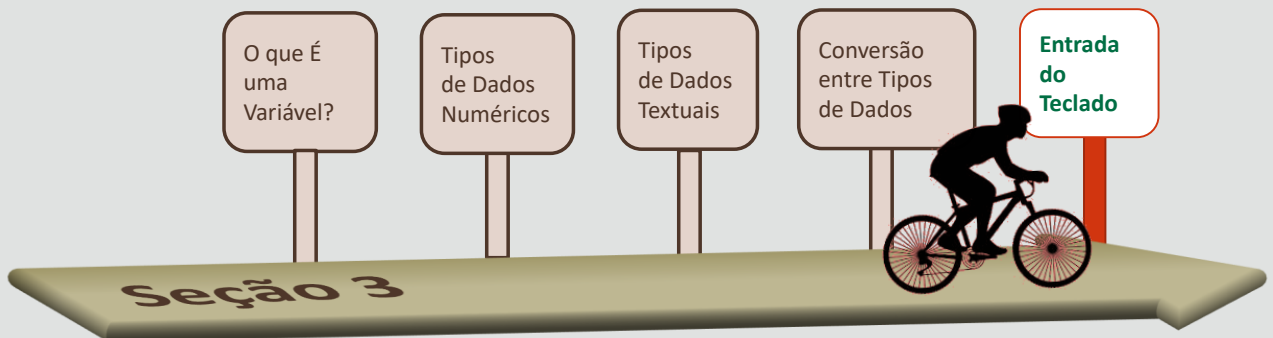 O que É
uma
Variável?
Tipos
de Dados
Numéricos
Tipos
de Dados
Textuais
Conversão
entre Tipos
de Dados
Entrada
do
Teclado
Seção 3